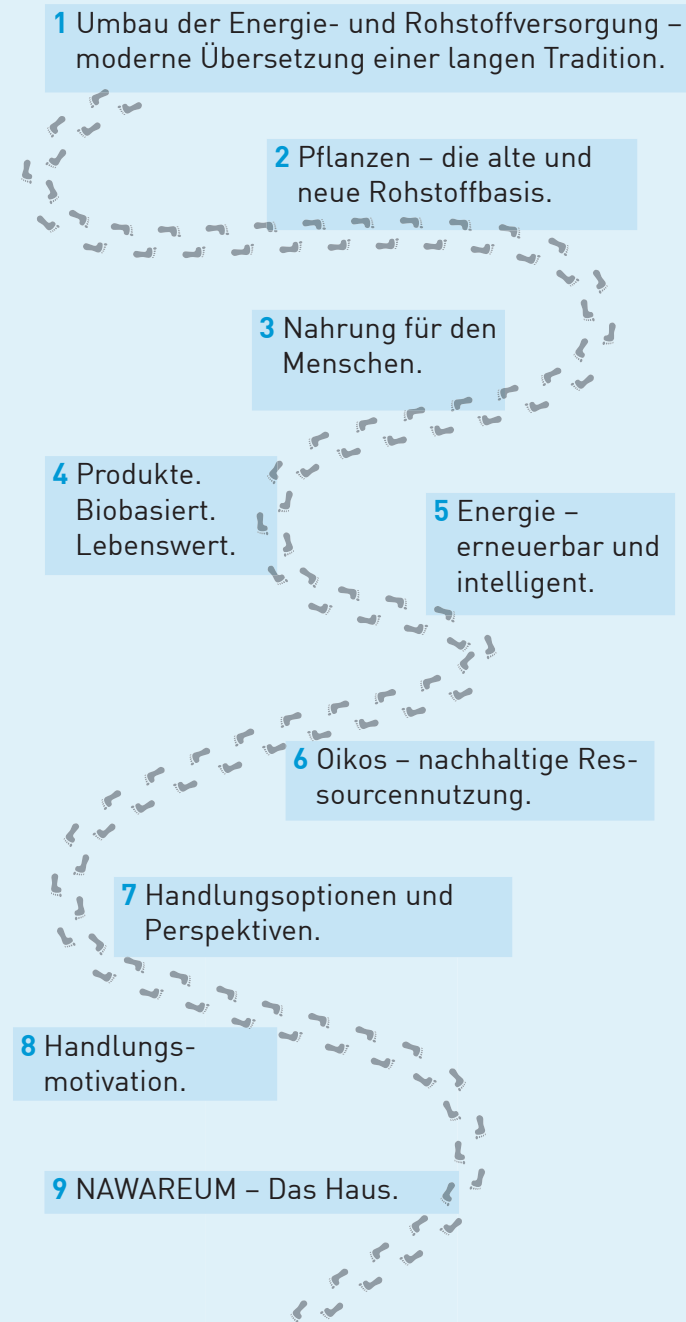 1 Umbau der Energie- und Rohstoffversorgung –
moderne Übersetzung einer langen Tradition.
2 Pflanzen – die alte und
neue Rohstoffbasis.
3 Nahrung für den
Menschen.
4 Produkte.
Biobasiert.
Lebenswert.
5 Energie –
erneuerbar und
intelligent.
6 Oikos – nachhaltige Res-
sourcennutzung.
7 Handlungsoptionen und
Perspektiven.
8 Handlungs-
motivation.
9 NAWAREUM – Das Haus.